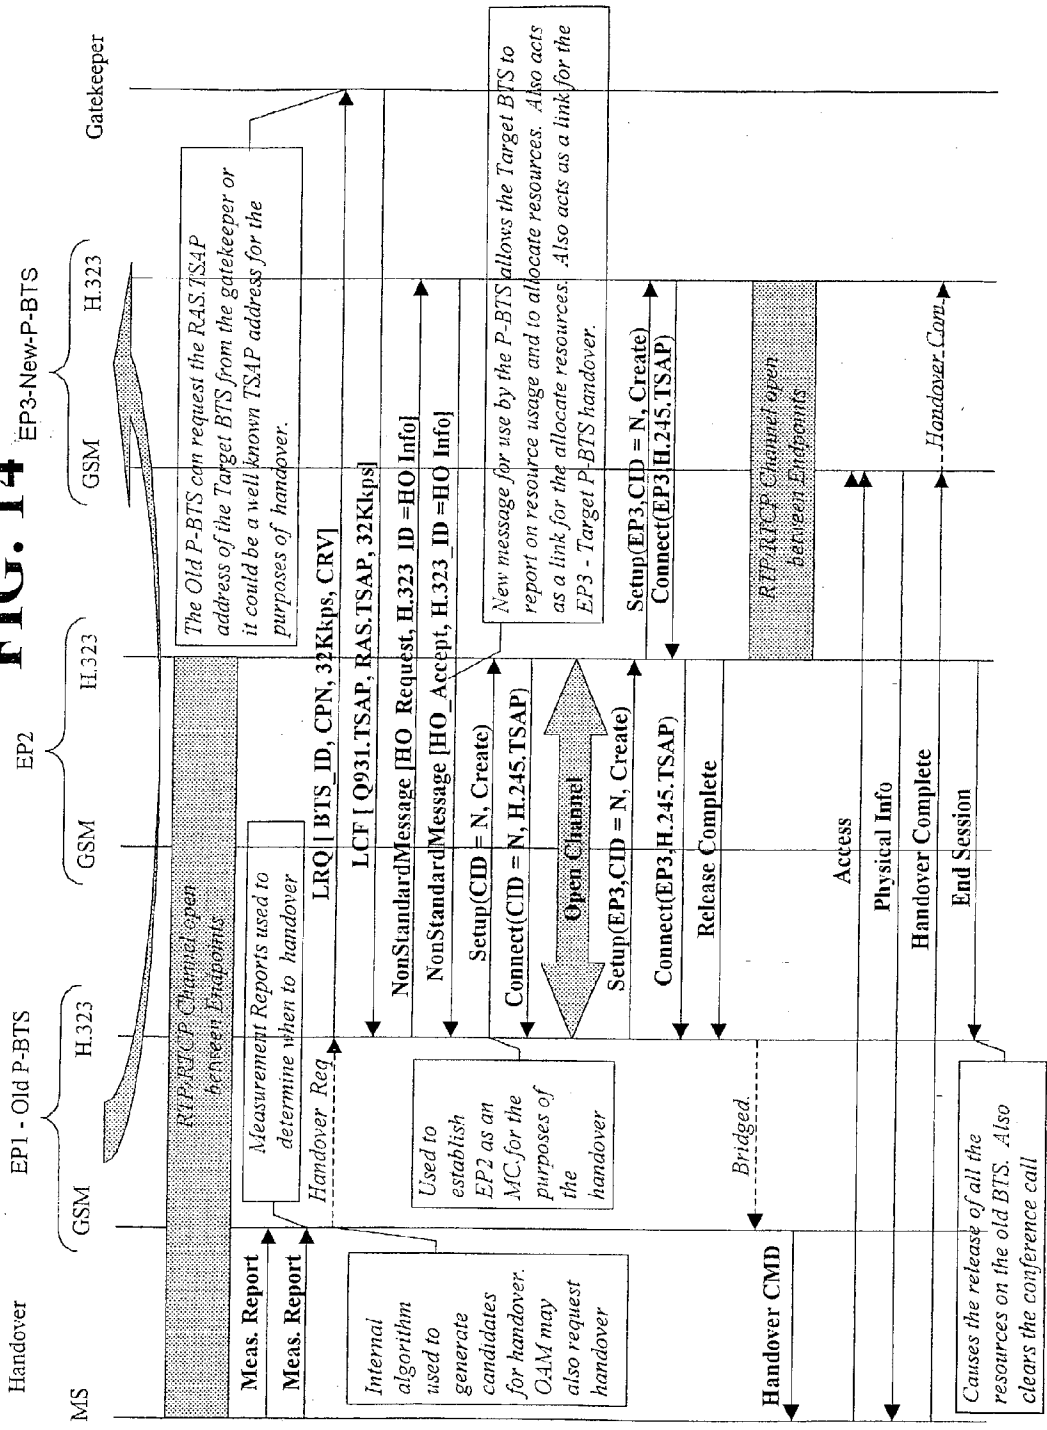 FIG. 14
Handover
EP1 - Old P-BTS
EP2
EP3-New-P-BTS
MS
GSM
H.323
GSM
H.323
GSM
H.323
Gatekeeper
RTP/RTCP Channel open
between Endpoints
The Old P-BTS can request the RAS.TSAP
address of the Target BTS from the gatekeeper or
it could be a well known TSAP address for the
purposes of handover.
Meas. Report
Meas. Report
Measurement Reports used to
determine when to handover
Handover Req
LRQ [ BTS_ID, CPN, 32Kkps, CRV]
LCF [ Q931.TSAP, RAS.TSAP, 32Kkps]
Internal
algorithm
used to
generate
candidates
for handover.
OAM may
also request
handover
NonStandardMessage [HO_Request, H.323_ID =HO Info]
NonStandardMessage [HO_Accept, H.323_ID =HO Info]
Used to
establish
EP2 as an
MC.for the
purposes of
the
handover
Setup(CID = N, Create)
Connect(CID = N, H.245.TSAP)
New message for use by the P-BTS allows the Target BTS to
report on resource usage and to allocate resources. Also acts
as a link for the allocate resources. Also acts as a link for the
EP3 - Target P-BTS handover.
Open Channel
Setup(EP3,CID = N, Create)
Setup(EP3,CID = N, Create)
Connect(EP3,H.245.TSAP)
Connect(EP3,H.245.TSAP)
Release Complete
Bridged
RTP/RTCP Channel open
between Endpoints
Handover CMD
Access
Physical Info
Handover Complete
Handover Com.
End Session
Causes the release of all the
resources on the old BTS. Also
clears the conference call